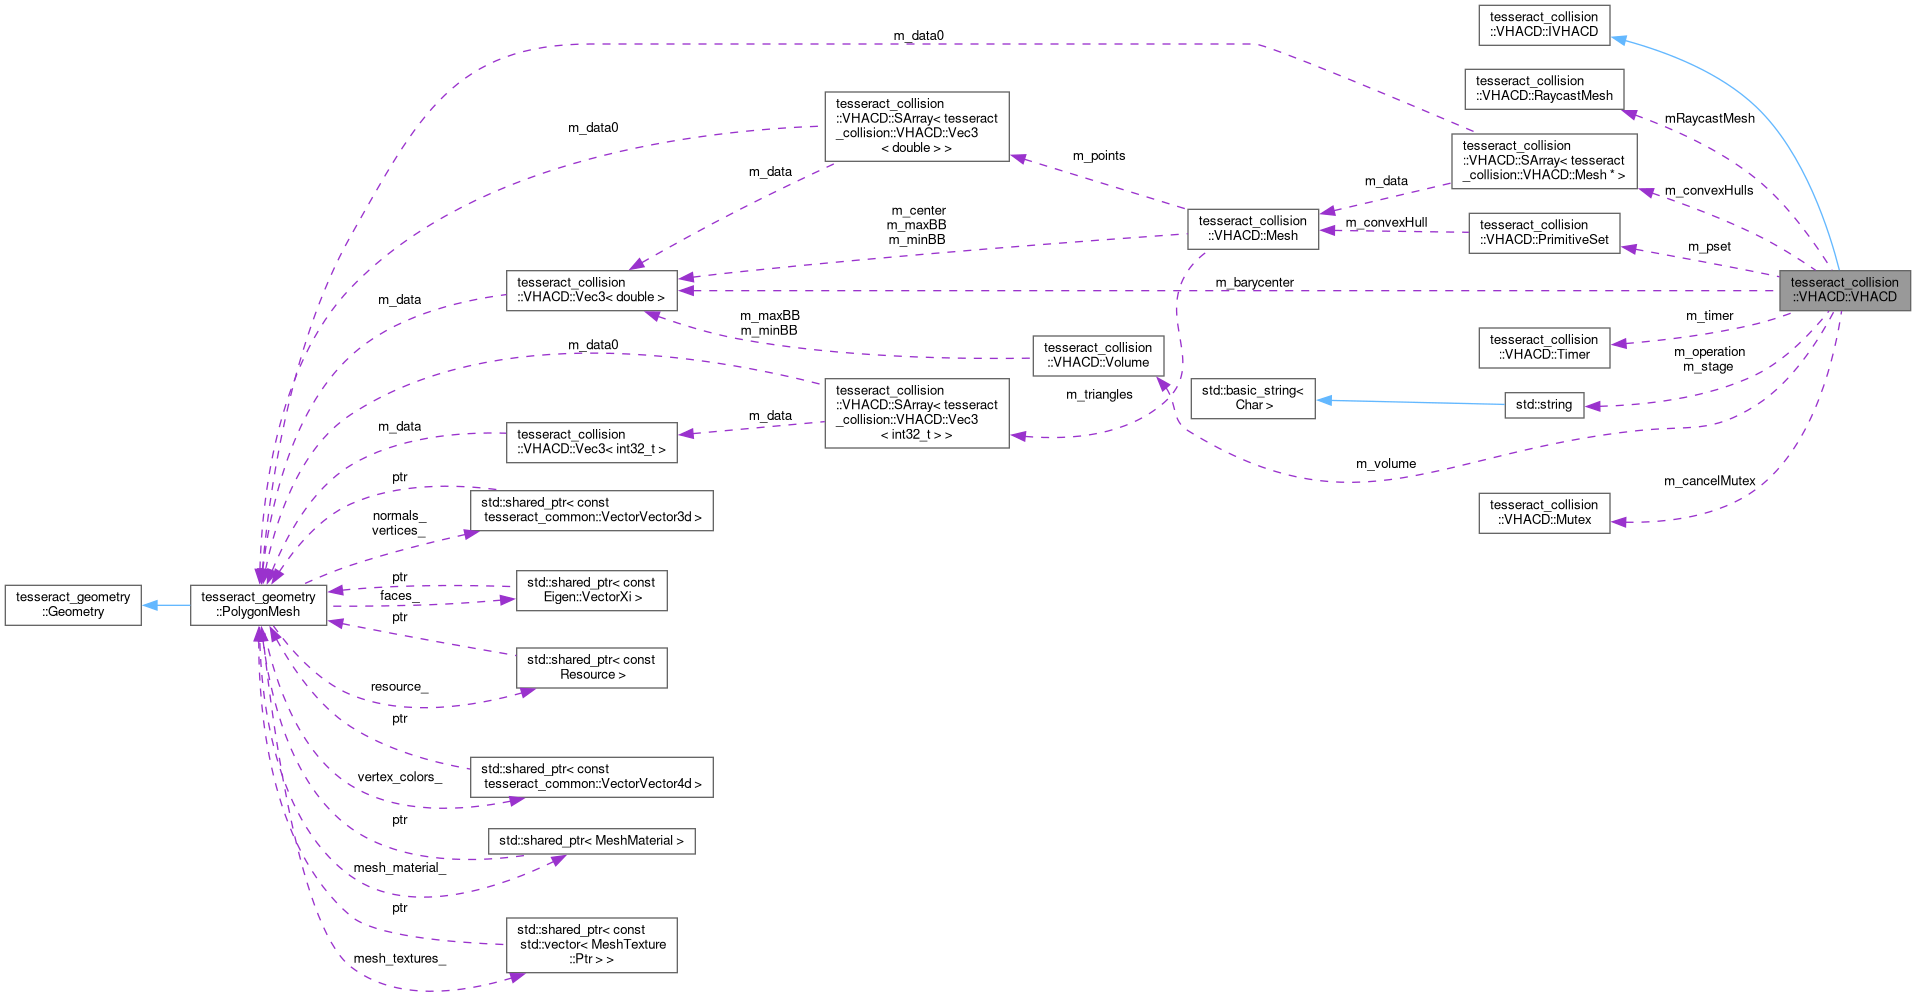 tesseract_geometry
::Geometry
tesseract_geometry
::PolygonMesh
m_data0
m_data0
m_data
m_data0
m_data
ptr
normals_
vertices_
ptr
faces_
ptr
resource_
ptr
vertex_colors_
ptr
mesh_material_
ptr
mesh_textures_
tesseract_collision
::VHACD::Vec3< double >
tesseract_collision
::VHACD::Vec3< int32_t >
std::shared_ptr< const
tesseract_common::VectorVector3d >
std::shared_ptr< const
Eigen::VectorXi >
std::shared_ptr< const
Resource >
std::shared_ptr< const
tesseract_common::VectorVector4d >
std::shared_ptr< MeshMaterial >
std::shared_ptr< const
std::vector< MeshTexture
::Ptr > >
m_data
m_maxBB
m_minBB
m_data
tesseract_collision
::VHACD::SArray< tesseract
_collision::VHACD::Vec3
< double > >
m_center
m_maxBB
m_minBB
tesseract_collision
::VHACD::SArray< tesseract
_collision::VHACD::Vec3
< int32_t > >
m_points
tesseract_collision
::VHACD::Volume
m_triangles
tesseract_collision
::VHACD::Mesh
m_barycenter
std::basic_string<
Char >
m_data
m_convexHull
m_volume
tesseract_collision
::VHACD::IVHACD
tesseract_collision
::VHACD::RaycastMesh
tesseract_collision
::VHACD::SArray< tesseract
_collision::VHACD::Mesh * >
tesseract_collision
::VHACD::PrimitiveSet
tesseract_collision
::VHACD::Timer
std::string
tesseract_collision
::VHACD::Mutex
mRaycastMesh
m_convexHulls
m_pset
m_timer
m_operation
m_stage
m_cancelMutex
tesseract_collision
::VHACD::VHACD